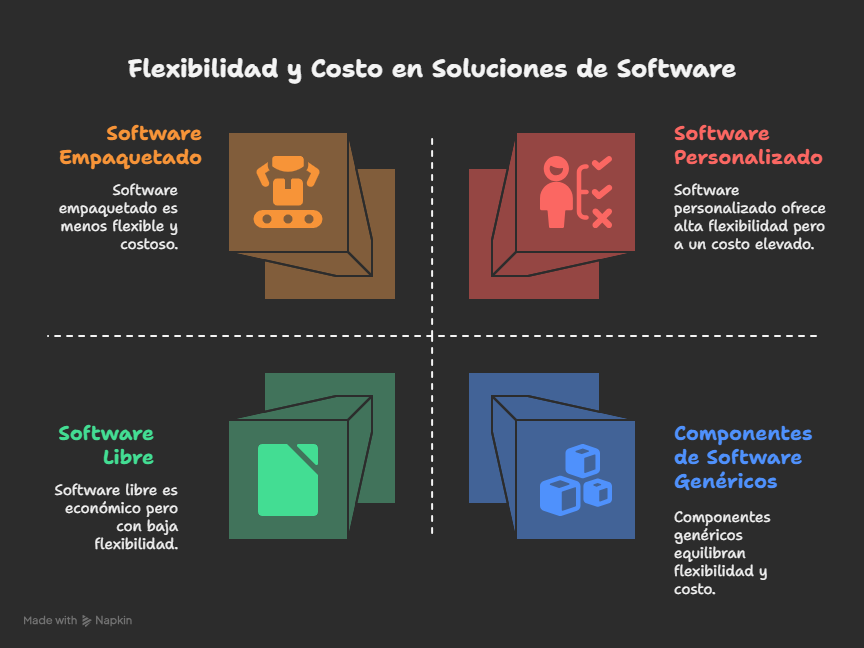 Flexibilidad y Costo en Soluciones de Software
Software
Empaquetado
Software
empaquetado es
menos flexible y
costoso.
Software
Personalizado
Software
personalizado ofrece
alta flexibilidad pero
a un costo elevado.
Software
Libre
Software libre es
económico pero
con baja
flexibilidad.
Componentes
de Software
Genéricos
Componentes
genéricos
equilibran
flexibilidad y
costo.
Made with Napkin